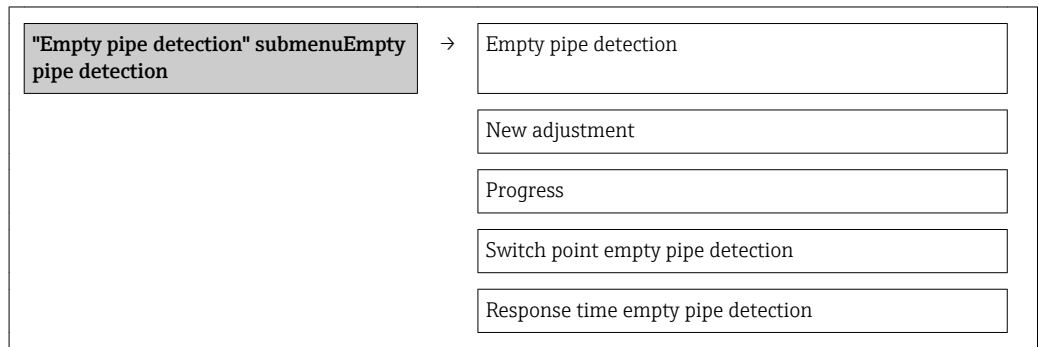 "Empty pipe detection" submenuEmpty
pipe detection
→
Empty pipe detection
New adjustment
Progress
Switch point empty pipe detection
Response time empty pipe detection